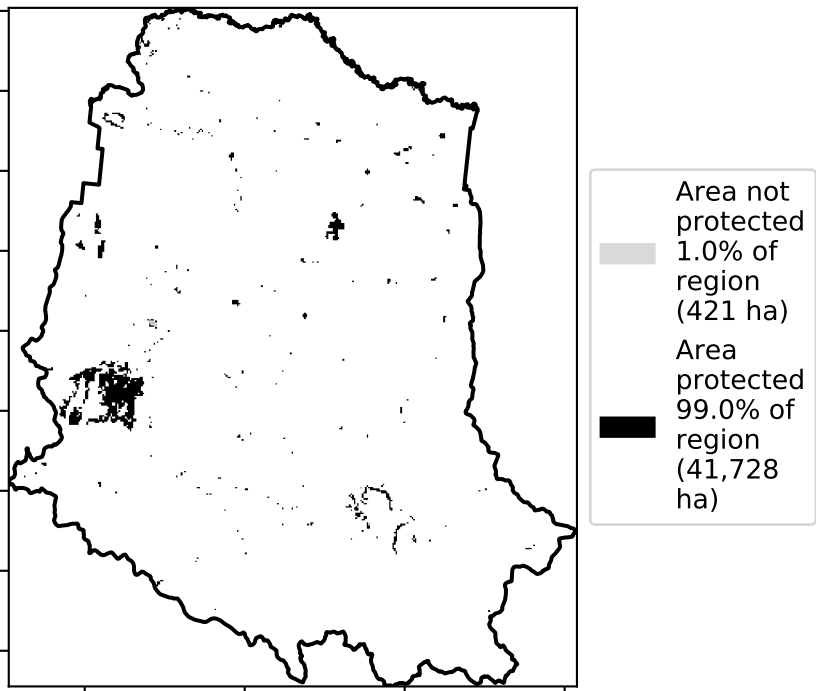 Area not
protected
1.0% of
region
(421 ha)
Area
protected
99.0% of
region
(41,728
ha)